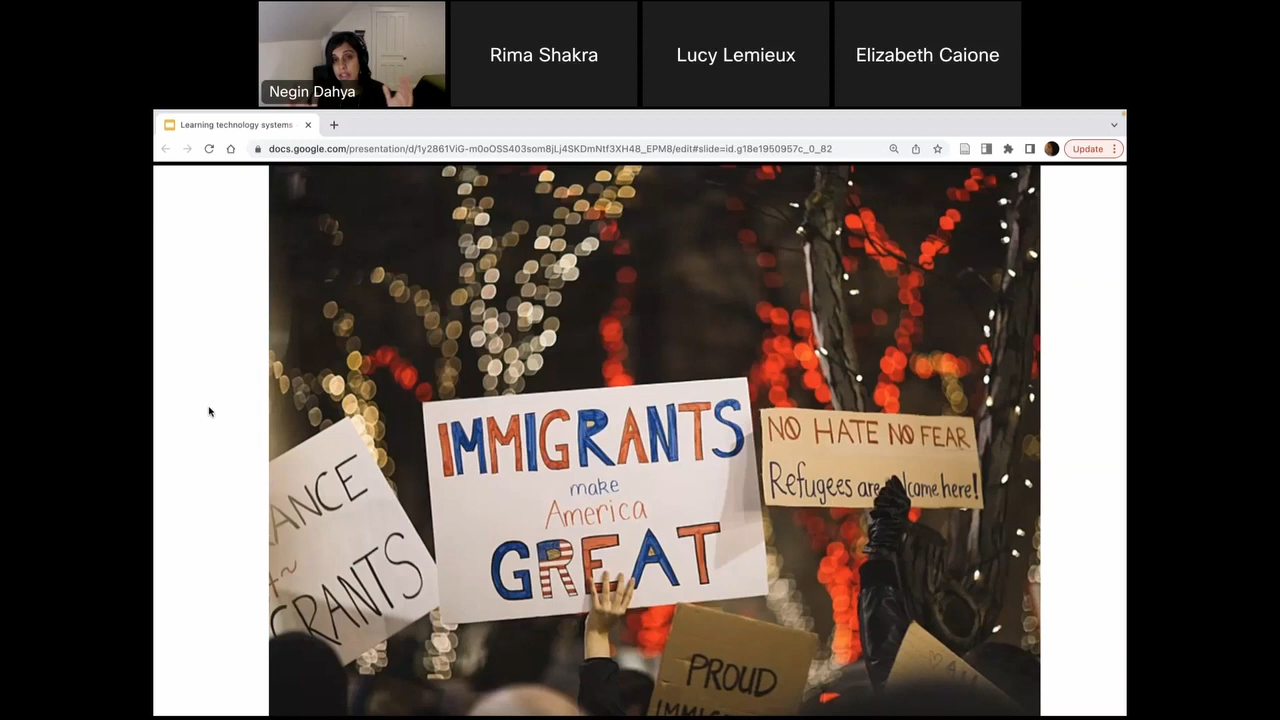 Negin Dahya
Rima Shakra
Lucy Lemieux
Elizabeth Caione
Learning technology systems
docs.google.com/presentation/d/1y2861ViG-m0oOSS403som8jLj4SKDmNtf3XH48_EPM8/edit#slide=id.g18e1950957c_0_82
Update
ANCE
GRANTS
IMMIGRANTS
make
America
GREAT
NO HATE NO FEAR
Refugees are here!
PROUD